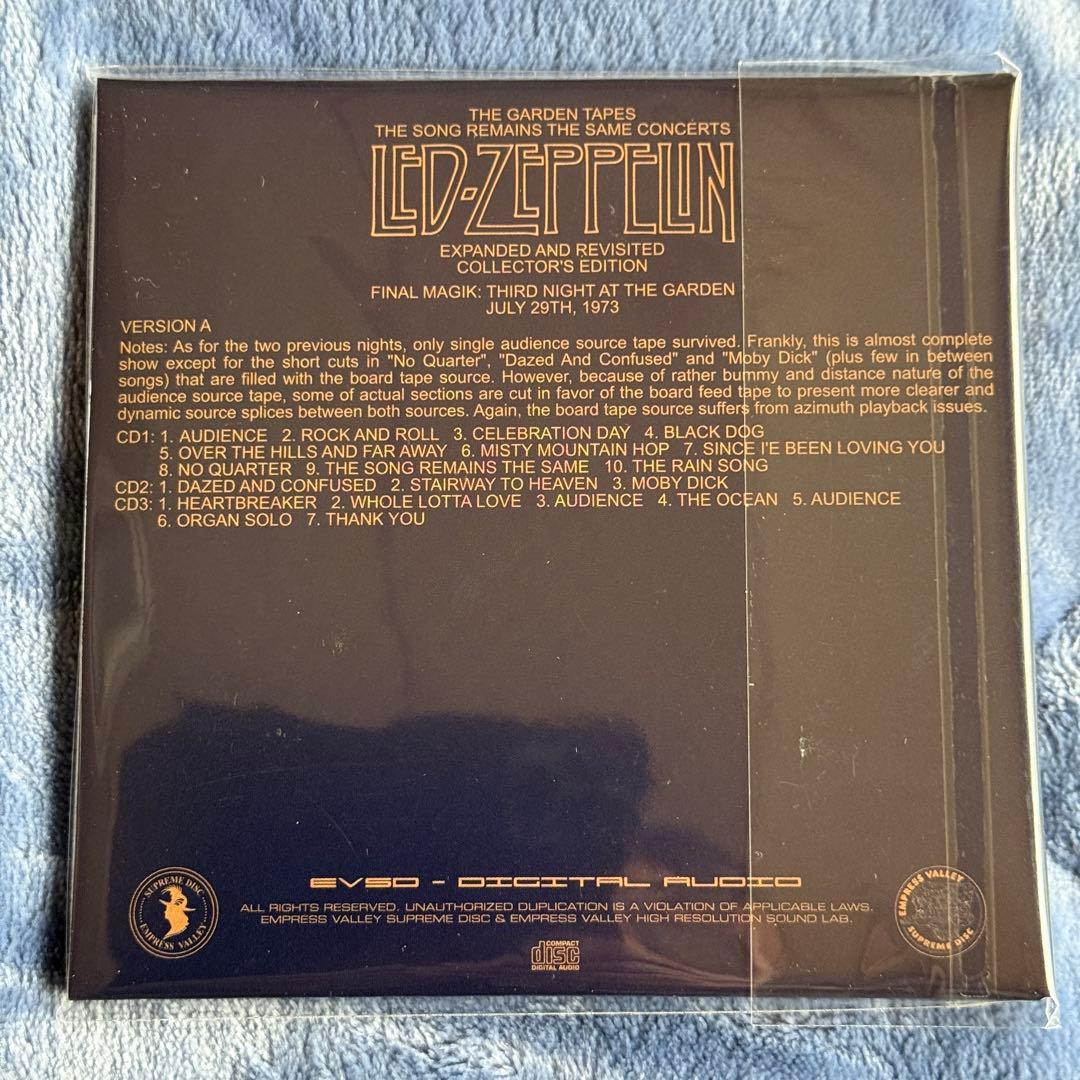 THE GARDEN TAPES
THE SONG REMAINS THE SAME CONCERTS
LED-ZEPPELIN
EXPANDED AND REVISITED
COLLECTOR'S EDITION
FINAL MAGIK: THIRD NIGHT AT THE GARDEN
JULY 29TH, 1973
VERSION A
Notes: As for the two previous nights, only single audience source tape survived. Frankly, this is almost complete
show except for the short cuts in "No Quarter", "Dazed And Confused" and "Moby Dick" (plus few in between
songs) that are filled with the board tape source. However, because of rather bummy and distance nature of the
audience source tape, some of actual sections are cut in favor of the board feed tape to present more clearer and
dynamic source splices between both sources. Again, the board tape source suffers from azimuth playback issues.
CD1: 1. AUDIENCE 2. ROCK AND ROLL 3. CELEBRATION DAY 4. BLACK DOG
5. OVER THE HILLS AND FAR AWAY 6. MISTY MOUNTAIN HOP 7. SINCE I'E BEEN LOVING YOU
8. NO QUARTER 9. THE SONG REMAINS THE SAME 10. THE RAIN SONG
CD2: 1. DAZED AND CONFUSED 2. STAIRWAY TO HEAVEN 3. MOBY DICK
CD3: 1. HEARTBREAKER 2. WHOLE LOTTA LOVE 3. AUDIENCE 4. THE OCEAN 5. AUDIENCE
6. ORGAN SOLO 7. THANK YOU
SUPREME DISC
EMPRESS VALLEY
EVSD - DIGITAL AUDIO
ALL RIGHTS RESERVED. UNAUTHORIZED DUPLICATION IS A VIOLATION OF APPLICABLE LAWS.
EMPRESS VALLEY SUPREME DISC & EMPRESS VALLEY HIGH RESOLUTION SOUND LAB.
COMPACT
disc
DIGITAL AUDIO
EMPRESS VALLEY
SUPREME DISC